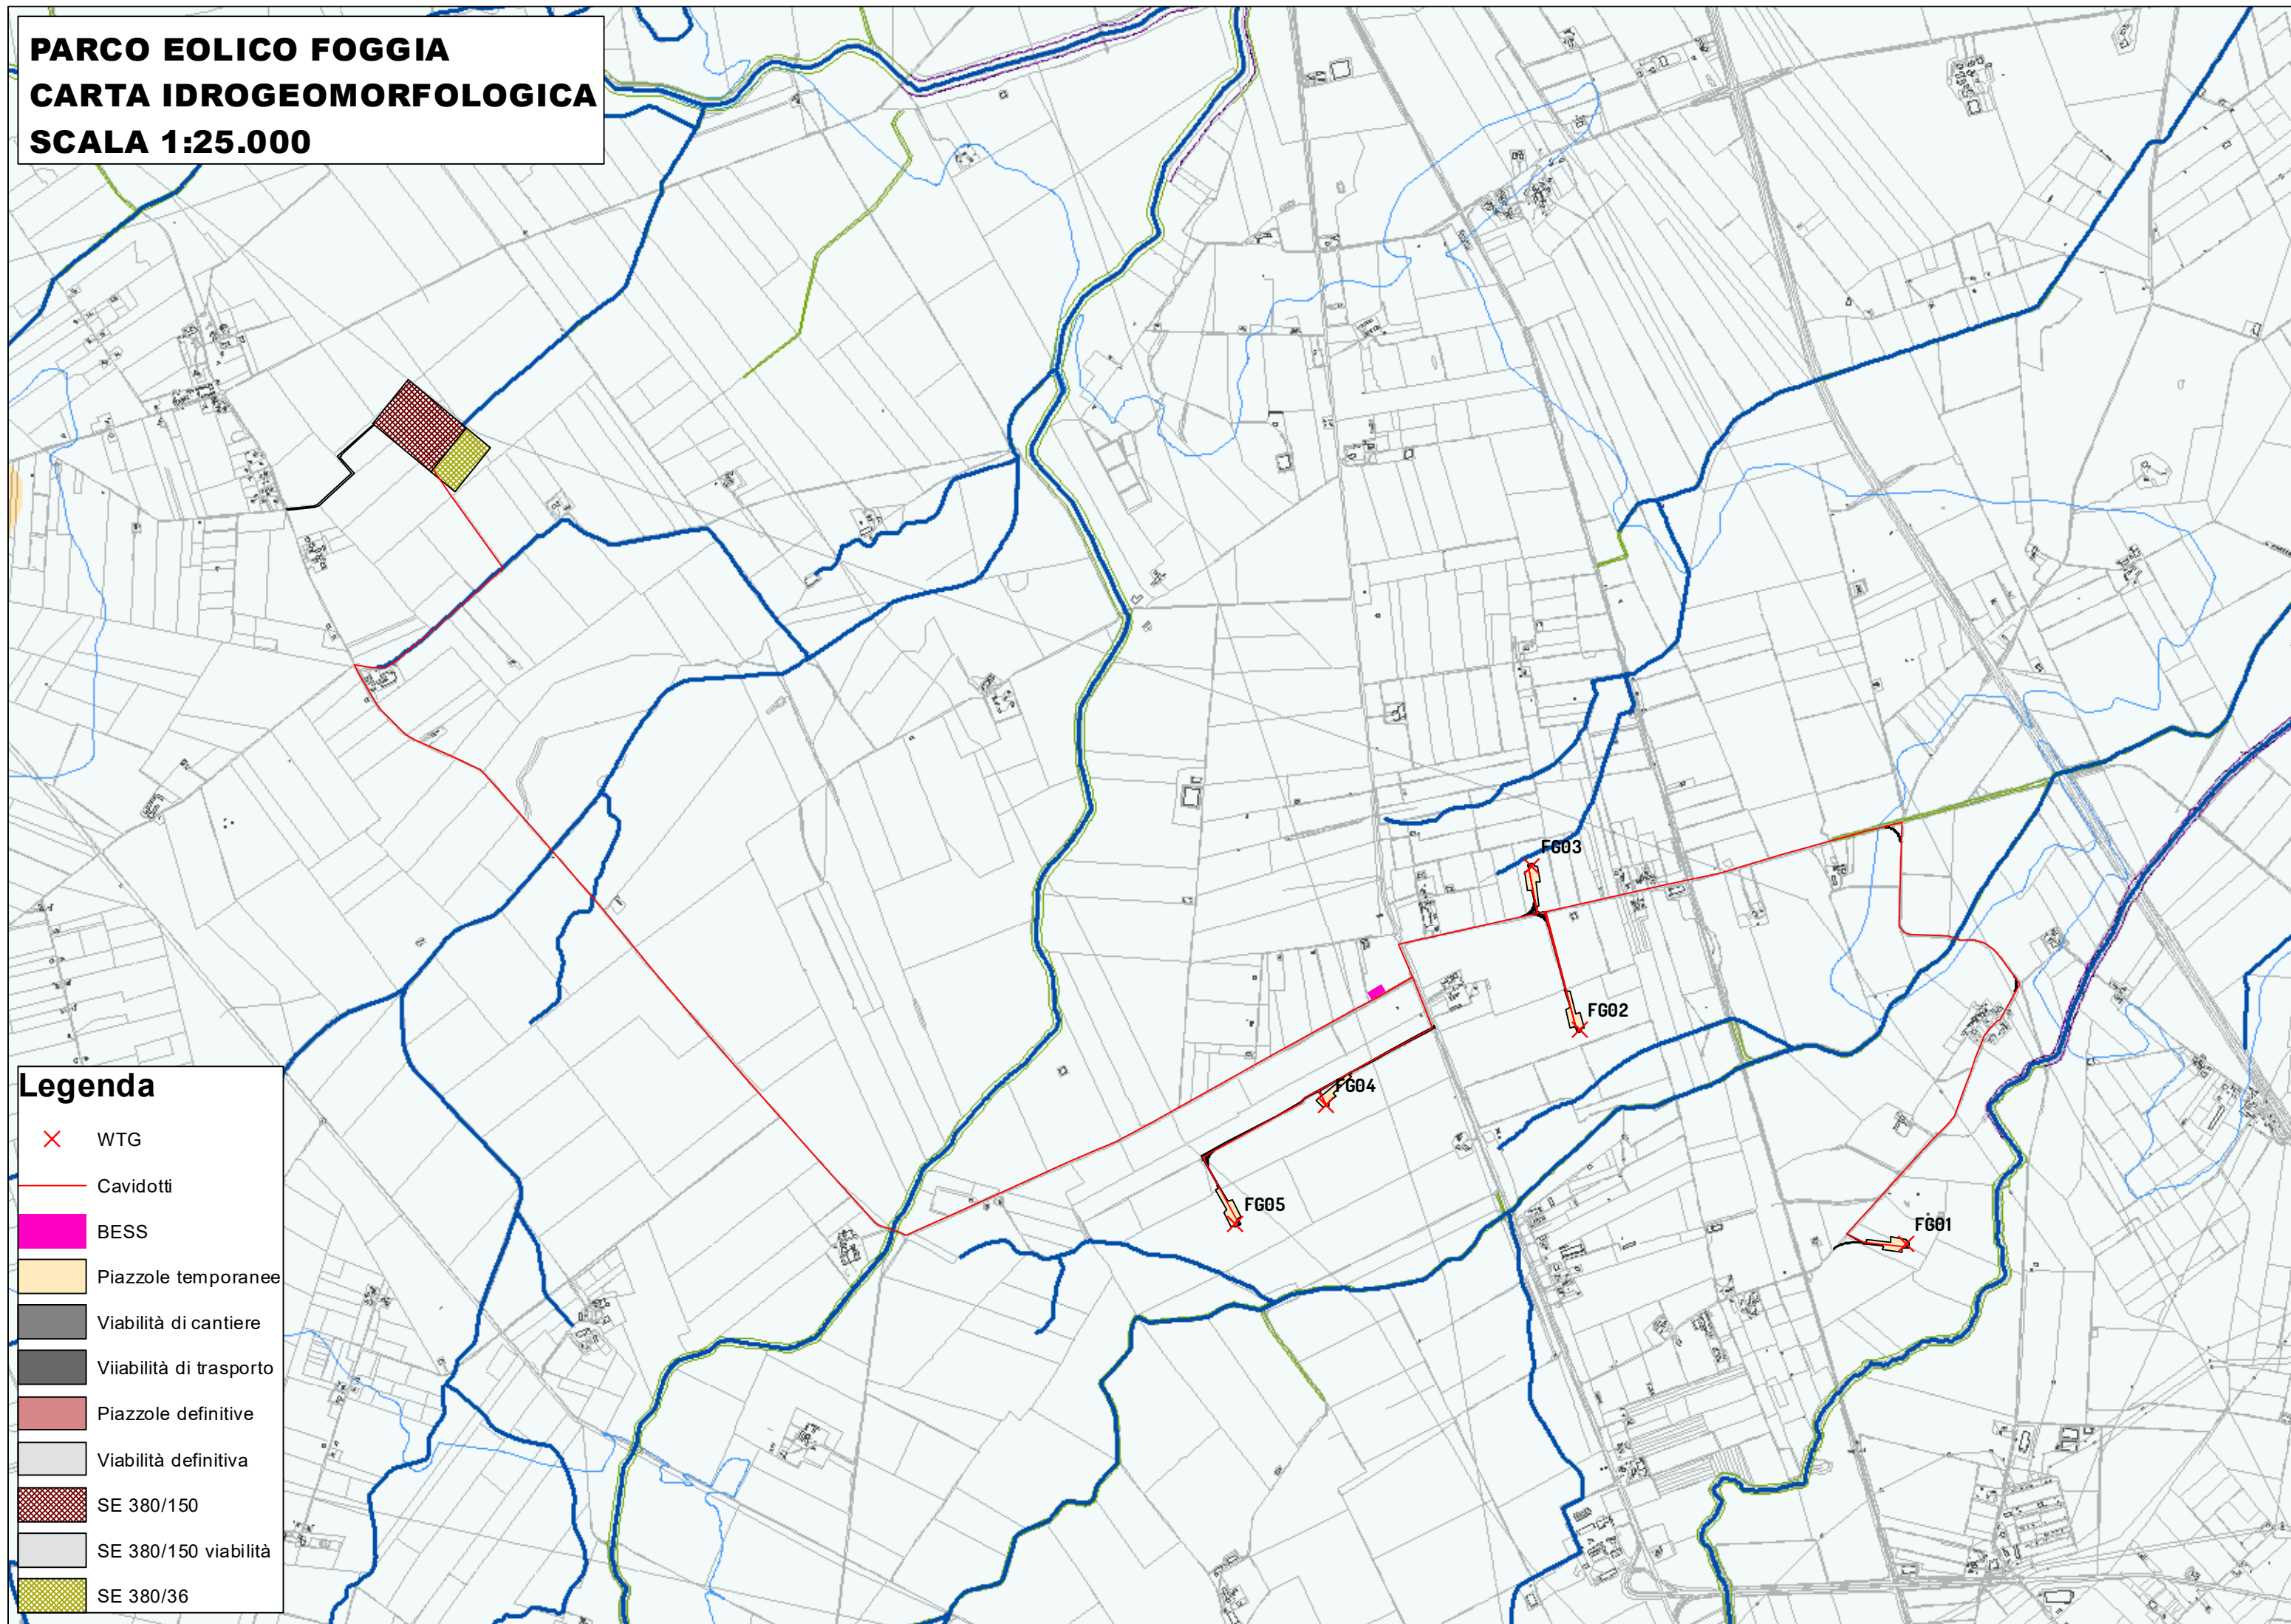 PARCO EOLICO FOGGIA
CARTA IDROGEOMORFOLOGICA
SCALA 1:25.000
FG03
FG02
FG04
FG05
FG01
Legenda
WTG
Cavidotti
BESS
Piazzole temporanee
Viabilità di cantiere
Viiabilità di trasporto
Piazzole definitive
Viabilità definitiva
SE 380/150
SE 380/150 viabilità
SE 380/36